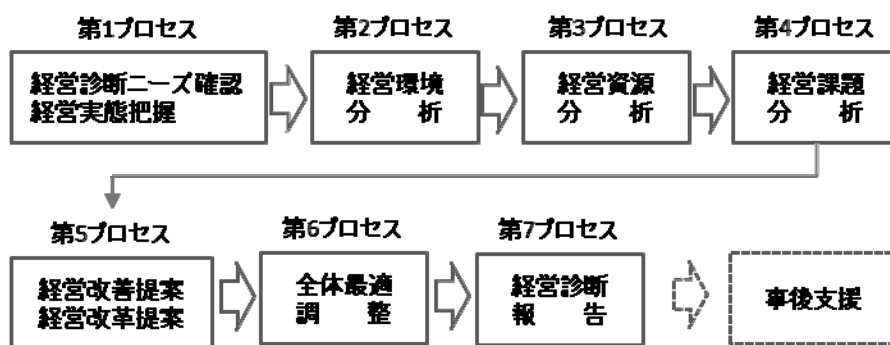 第1プロセス
第2プロセス
第3プロセス
第4プロセス
経営診断ニーズ確認
経営実態把握
経営環境
分　　析
経営資源
分　　析
経営課題
分　　析
第5プロセス
第6プロセス
第7プロセス
経営改善提案
経営改革提案
全体最適
調　　整
経営診断
報　　告
事後支援